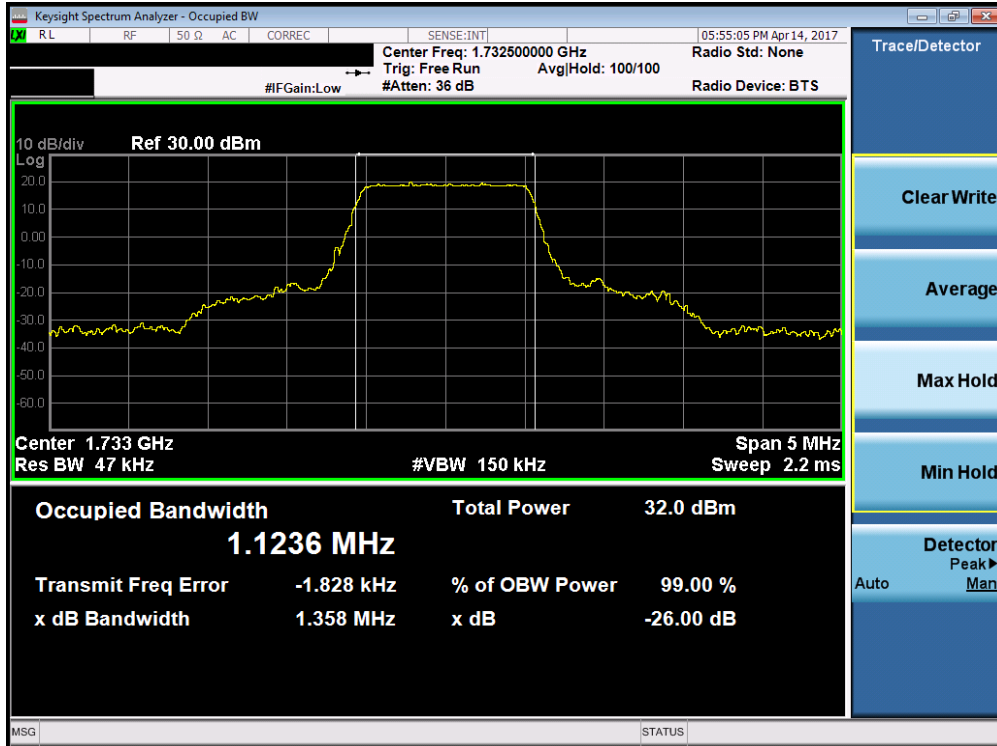 Keysight Spectrum Analyzer - Occupied BW
LXI RL RF 50 Ω AC CORREC SENSE:INT 05:55:05 PM Apr 14, 2017
Center Freq: 1.732500000 GHz Radio Std: None
Trig: Free Run Avg|Hold: 100/100
#IFGain:Low #Atten: 36 dB Radio Device: BTS
Trace/Detector
10 dB/div Ref 30.00 dBm
Log
20.0
10.0
0.00
-10.0
-20.0
-30.0
-40.0
-50.0
-60.0
Center 1.733 GHz Span 5 MHz
Res BW 47 kHz #VBW 150 kHz Sweep 2.2 ms
Occupied Bandwidth Total Power 32.0 dBm
1.1236 MHz
Transmit Freq Error -1.828 kHz % of OBW Power 99.00 %
x dB Bandwidth 1.358 MHz x dB -26.00 dB
Clear Write
Average
Max Hold
Min Hold
Detector
Peak▶
Auto Man
MSG STATUS